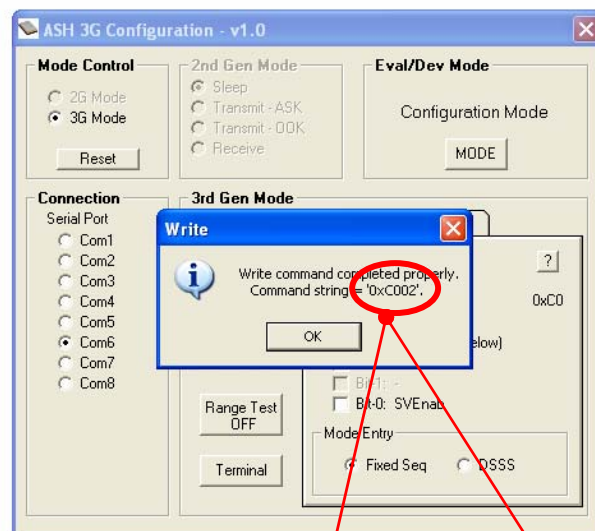 ASH 3G Configuration - v1.0
Mode Control
2G Mode
3G Mode
Reset
2nd Gen Mode
Sleep
Transmit - ASK
Transmit - OOK
Receive
Eval/Dev Mode
Configuration Mode
MODE
Connection
Serial Port
Com1
Com2
Com3
Com4
Com5
Com6
Com7
Com8
3rd Gen Mode
Write
Write command completed properly.
Command string = '0xC002'.
OK
?
0xC0
elow)
Bit-1: -
Bit-0: SVEnab
Range Test
OFF
Terminal
Mode Entry
Fixed Seq
DSSS